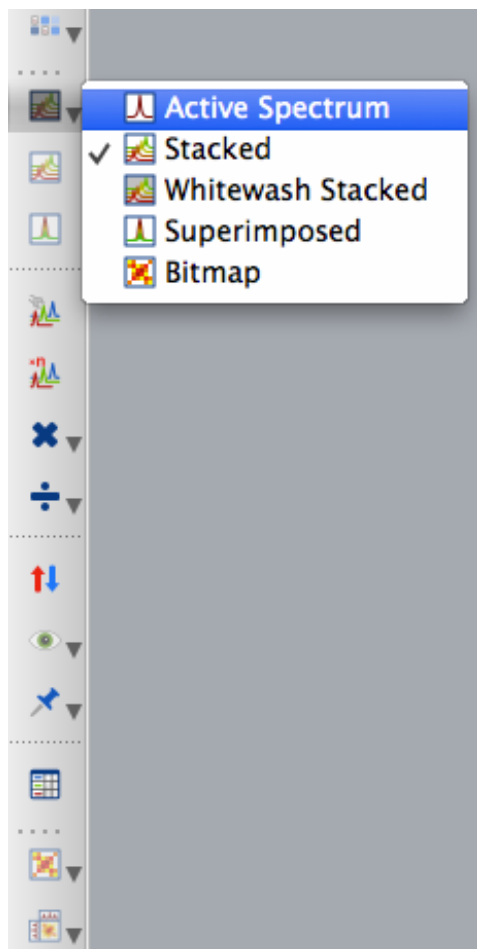 Active Spectrum
Stacked
Whitewash Stacked
Superimposed
Bitmap
×n